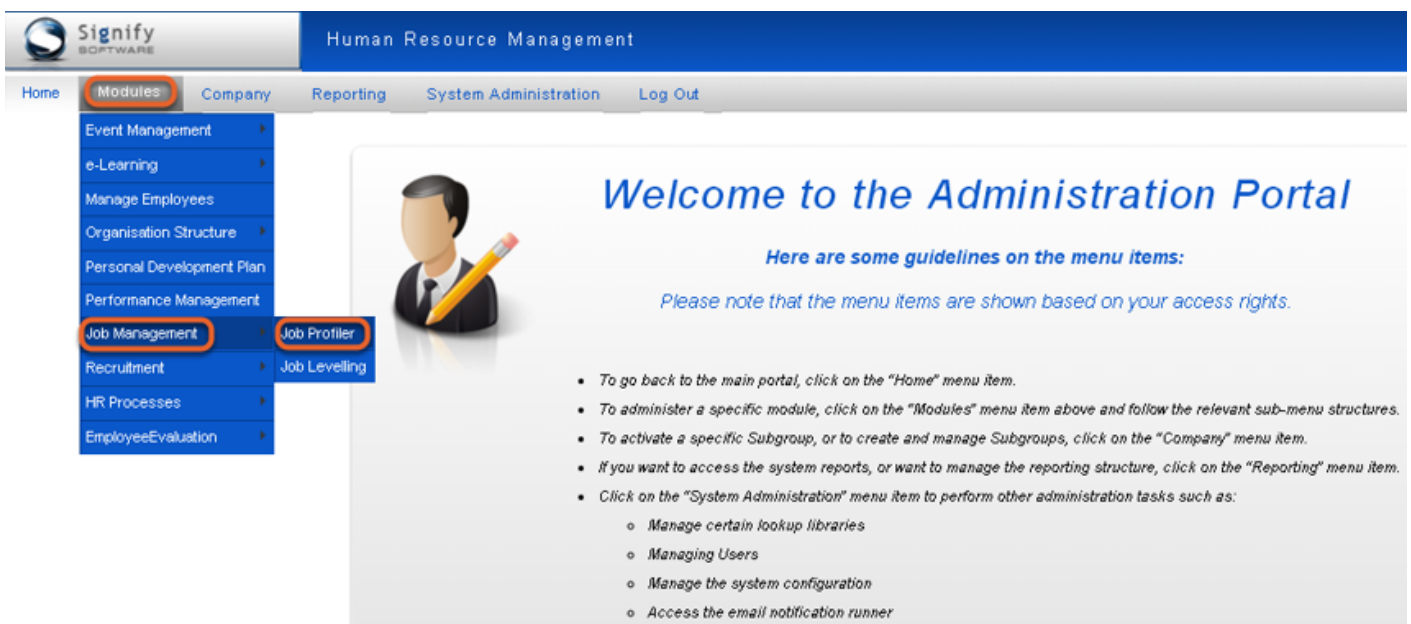 Signify
SOFTWARE
Human Resource Management
Home Modules Company Reporting System Administration Log Out
Event Management
e-Learning
Manage Employees
Organisation Structure
Personal Development Plan
Performance Management
Job Management
Job Profiler
Recruitment
Job Levelling
HR Processes
EmployeeEvaluation
Welcome to the Administration Portal
Here are some guidelines on the menu items:
Please note that the menu items are shown based on your access rights.
• To go back to the main portal, click on the "Home" menu item.
• To administer a specific module, click on the "Modules" menu item above and follow the relevant sub-menu structures.
• To activate a specific Subgroup, or to create and manage Subgroups, click on the "Company" menu item.
• If you want to access the system reports, or want to manage the reporting structure, click on the "Reporting" menu item.
• Click on the "System Administration" menu item to perform other administration tasks such as:
o Manage certain lookup libraries
o Managing Users
o Manage the system configuration
o Access the email notification runner